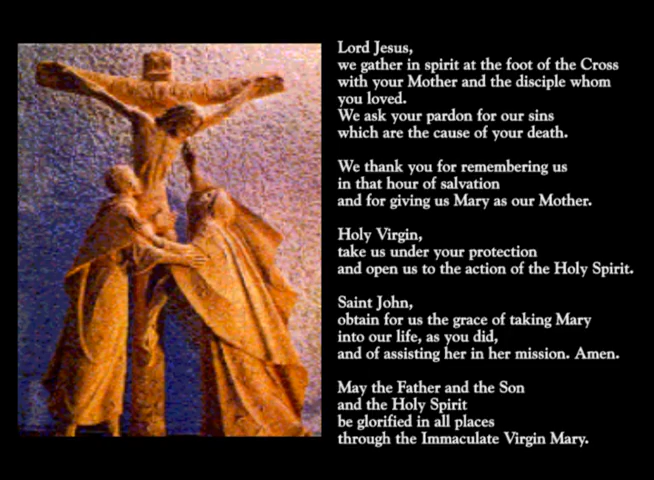 Lord Jesus,
we gather in spirit at the foot of the Cross
with your Mother and the disciple whom
you loved.
We ask your pardon for our sins
which are the cause of your death.
We thank you for remembering us
in that hour of salvation
and for giving us Mary as our Mother.
Holy Virgin,
take us under your protection
and open us to the action of the Holy Spirit.
Saint John,
obtain for us the grace of taking Mary
into our life, as you did,
and of assisting her in her mission. Amen.
May the Father and the Son
and the Holy Spirit
be glorified in all places
through the Immaculate Virgin Mary.